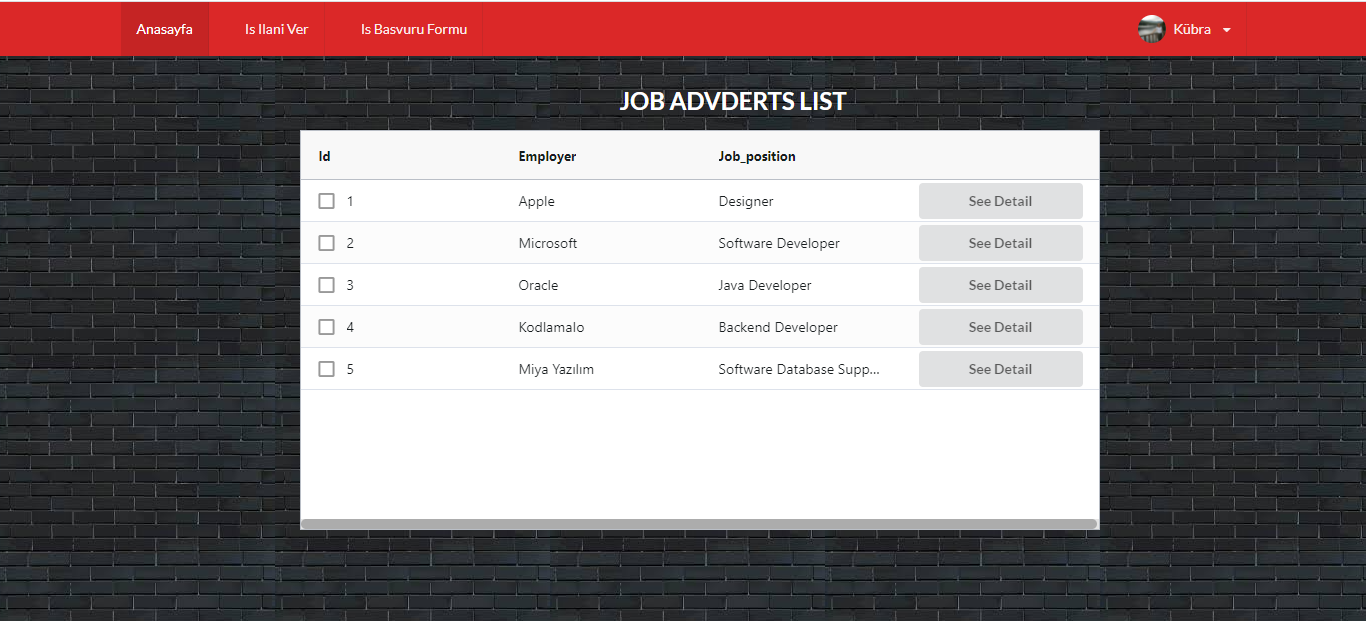 Anasayfa Is Ilani Ver Is Basvuru Formu Kübra
JOB ADVDERTS LIST
Id Employer Job_position
1 Apple Designer See Detail
2 Microsoft Software Developer See Detail
3 Oracle Java Developer See Detail
4 Kodlamalo Backend Developer See Detail
5 Miya Yazılım Software Database Supp... See Detail